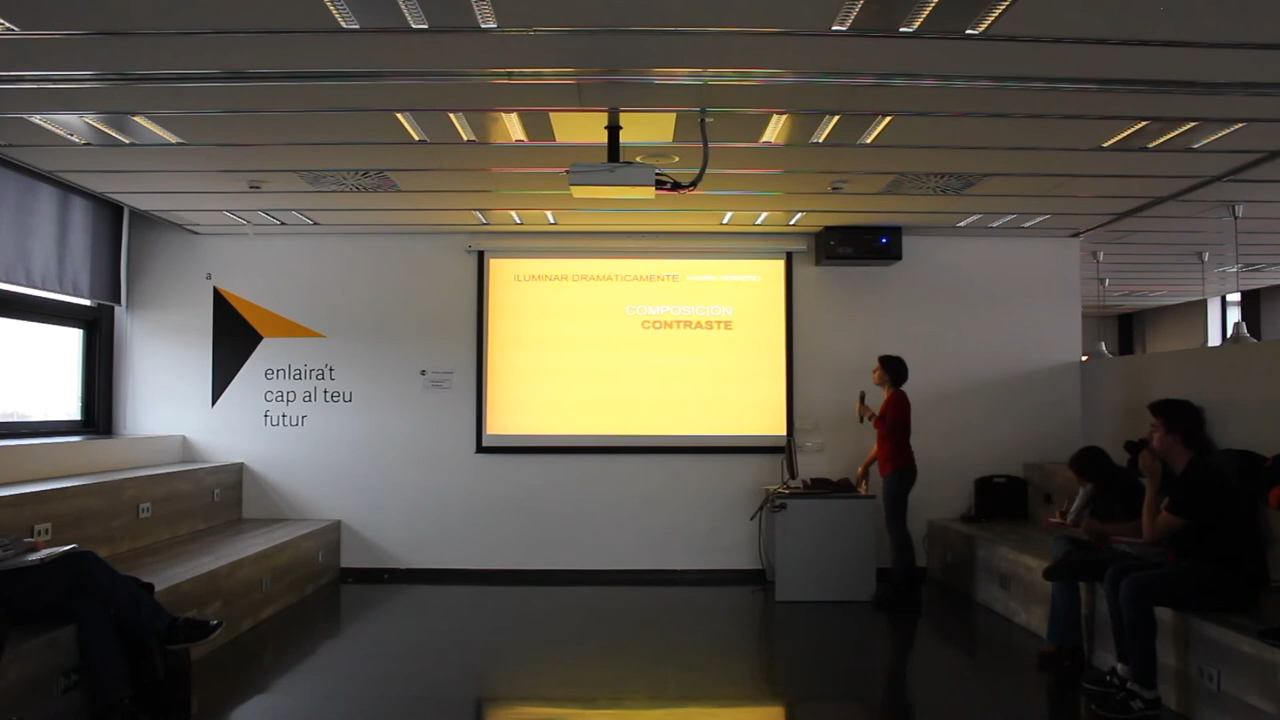 ILUMINAR DRAMÁTICAMENTE
COMPOSICIÓN
CONTRASTE
a
enlaira't
cap al teu
futur